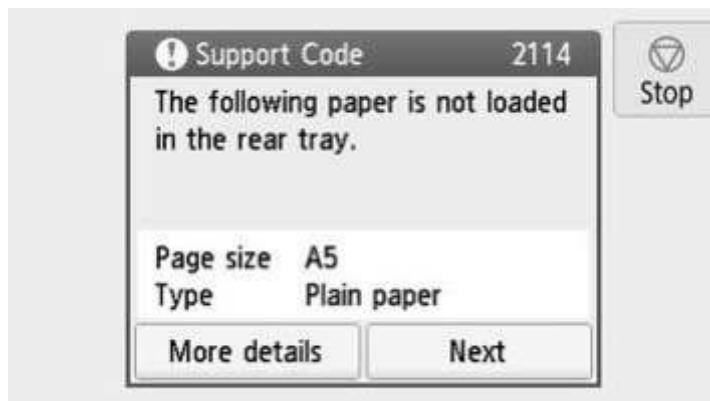 Support Code 2114
Stop
The following paper is not loaded
in the rear tray.
Page size A5
Type Plain paper
More details Next